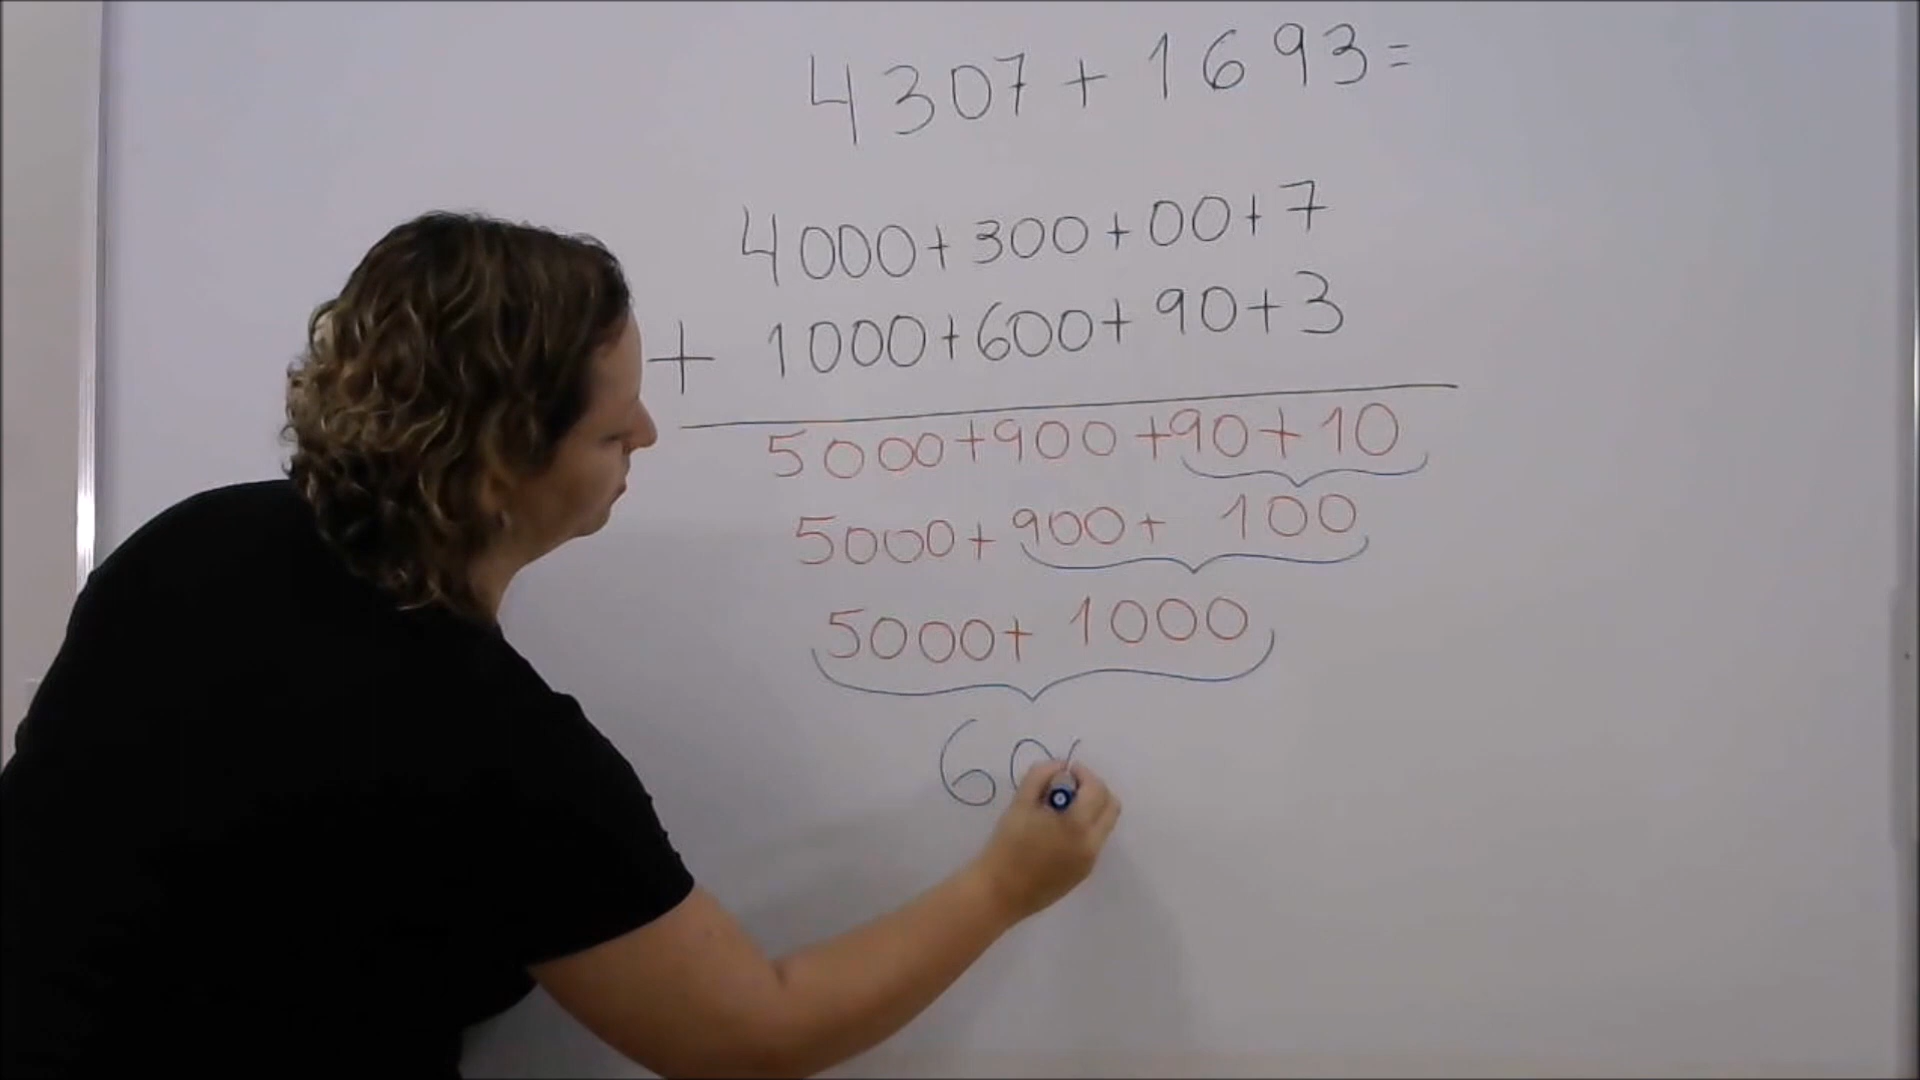 4307 + 1693 =
4000 + 300 + 00 + 7
+ 1000 + 600 + 90 + 3
5000 + 900 + 90 + 10
5000 + 900 + 100
5000 + 1000
60